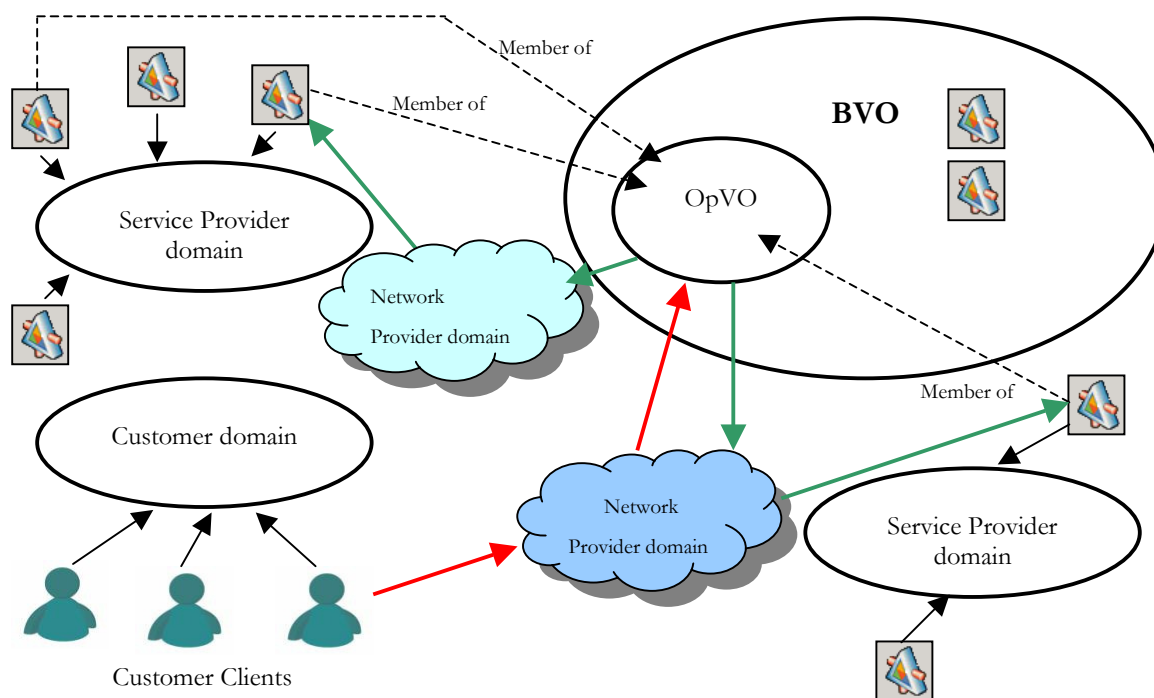 Member of
Member of
BVO
OpVO
Service Provider
domain
Network
Provider domain
Member of
Customer domain
Network
Provider domain
Service Provider
domain
Customer Clients